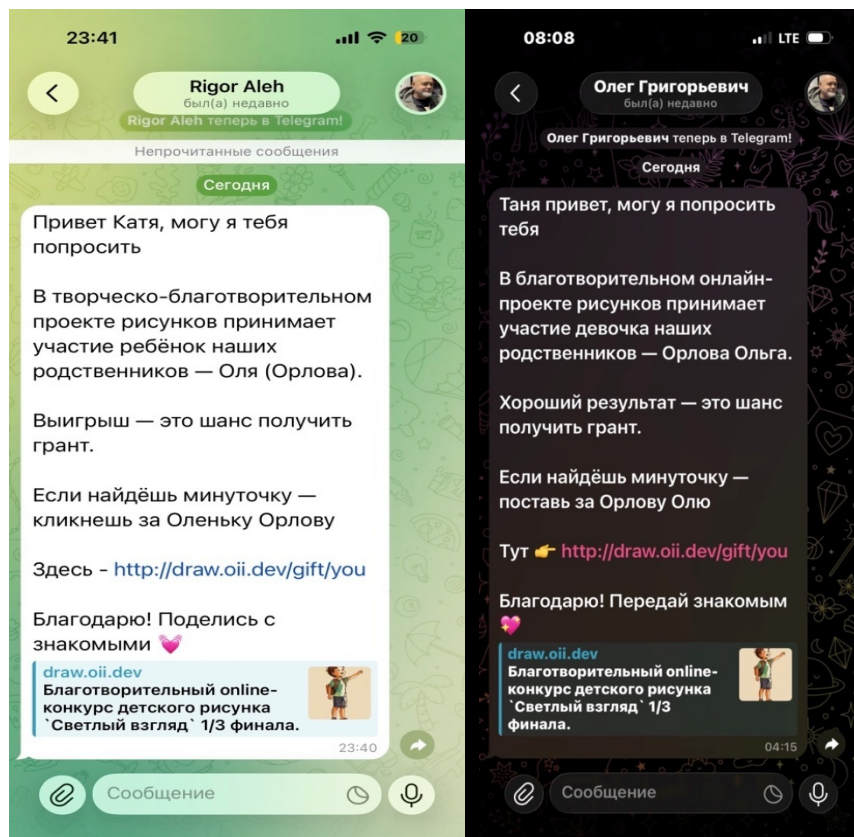 23:41
20
Rigor Aleh
был(а) недавно
Rigor Aleh теперь в Telegram!
Непрочитанные сообщения
Сегодня
Привет Катя, могу я тебя
попросить
В творческо-благотворительном
проекте рисунков принимает
участие ребёнок наших
родственников — Оля (Орлова).
Выигрыш — это шанс получить
грант.
Если найдёшь минуточку —
кликнешь за Оленьку Орлову
Здесь - http://draw.oii.dev/gift/you
Благодарю! Поделись с
знакомыми 💓
draw.oii.dev
Благотворительный online-
конкурс детского рисунка
`Светлый взгляд` 1/3 финала.
23:40
Сообщение
08:08
LTE
Олег Григорьевич
был(а) недавно
Олег Григорьевич теперь в Telegram!
Сегодня
Таня привет, могу я попросить
тебя
В благотворительном онлайн-
проекте рисунков принимает
участие девочка наших
родственников — Орлова Ольга.
Хороший результат — это шанс
получить грант.
Если найдёшь минуточку —
поставь за Орлову Олю
Тут 👉 http://draw.oii.dev/gift/you
Благодарю! Передай знакомым
💖
draw.oii.dev
Благотворительный online-
конкурс детского рисунка
`Светлый взгляд` 1/3
финала.
04:15
Сообщение